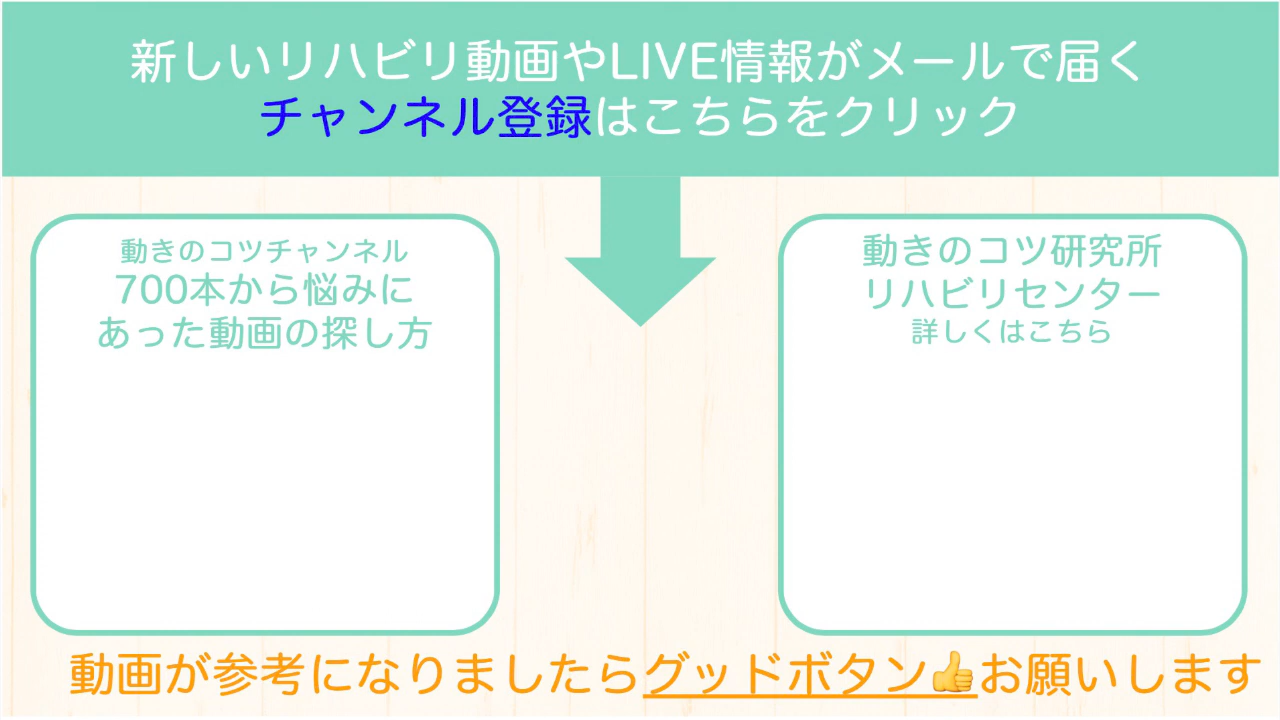 新しいリハビリ動画やLIVE情報がメールで届く
チャンネル登録はこちらをクリック
動きのコツチャンネル
700本から悩みに
あった動画の探し方
動きのコツ研究所
リハビリセンター
詳しくはこちら
動画が参考になりましたらグッドボタン👍お願いします